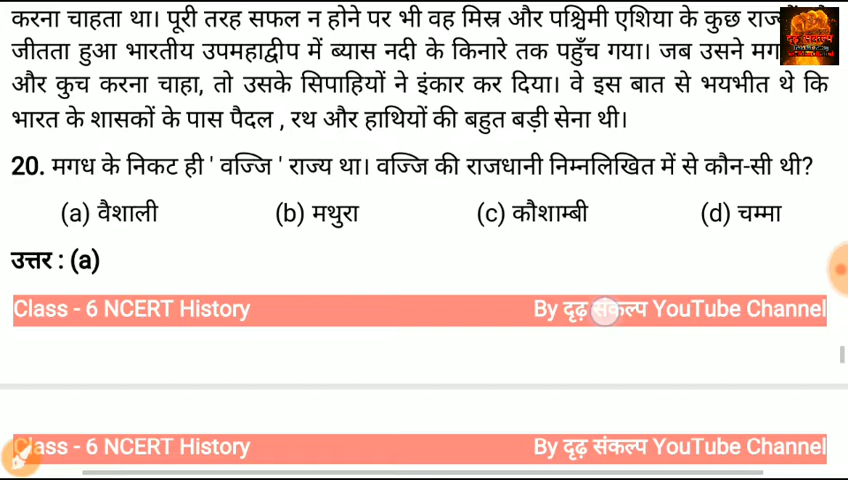 करना चाहता था। पूरी तरह सफल न होने पर भी वह मिस्र और पश्चिमी एशिया के कुछ
जीतता हुआ भारतीय उपमहाद्वीप में ब्यास नदी के किनारे तक पहुँच गया। जब उसने
दृढ़ संकल्प
और कुच करना चाहा, तो उसके सिपाहियों ने इंकार कर दिया। वे इस बात से भयभीत थे कि
भारत के शासकों के पास पैदल , रथ और हाथियों की बहुत बड़ी सेना थी।
20. मगध के निकट ही ' वज्जि ' राज्य था। वज्जि की राजधानी निम्नलिखित में से कौन-सी थी?
(a) वैशाली (b) मथुरा (c) कौशाम्बी (d) चम्मा
उत्तर : (a)
Class - 6 NCERT History By दृढ़ संकल्प YouTube Channel
Class - 6 NCERT History By दृढ़ संकल्प YouTube Channel